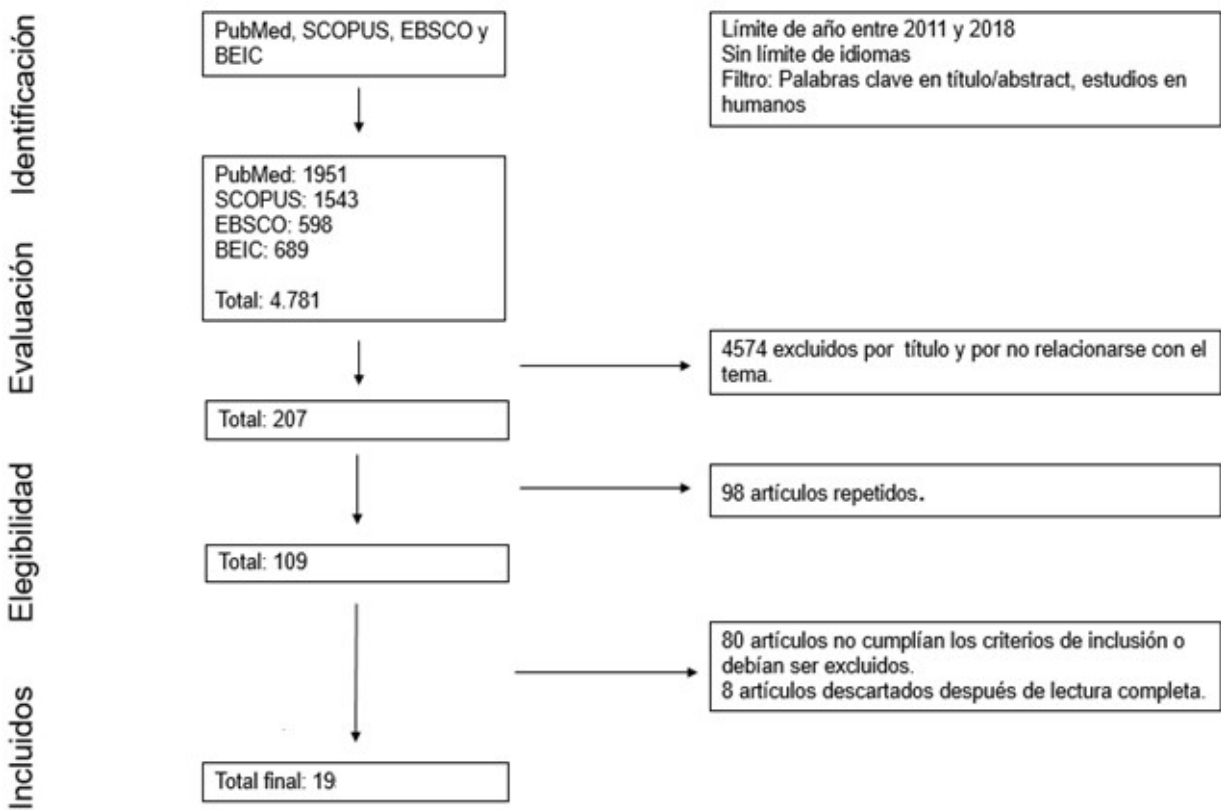 Identificación
PubMed, SCOPUS, EBSCO y
BEIC
Límite de año entre 2011 y 2018
Sin límite de idiomas
Filtro: Palabras clave en título/abstract, estudios en
humanos
PubMed: 1951
SCOPUS: 1543
EBSCO: 598
BEIC: 689
Total: 4.781
Evaluación
4574 excluidos por título y por no relacionarse con el
tema.
Total: 207
Elegibilidad
98 artículos repetidos.
Total: 109
80 artículos no cumplían los criterios de inclusión o
debían ser excluidos.
8 artículos descartados después de lectura completa.
Incluidos
Total final: 19